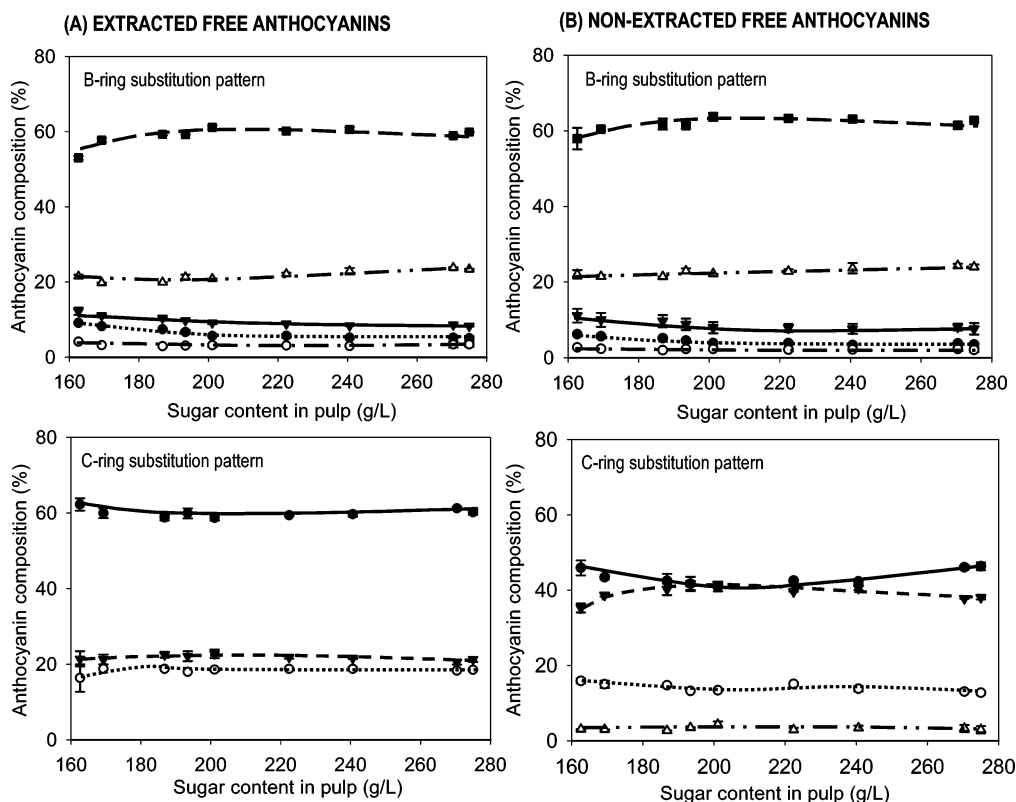 (A) EXTRACTED FREE ANTHOCYANINS
(B) NON-EXTRACTED FREE ANTHOCYANINS
Anthocyanin composition (%)
80
60
40
20
0
B-ring substitution pattern
160 180 200 220 240 260 280
Sugar content in pulp (g/L)
Anthocyanin composition (%)
80
60
40
20
0
B-ring substitution pattern
160 180 200 220 240 260 280
Sugar content in pulp (g/L)
Anthocyanin composition (%)
80
60
40
20
0
C-ring substitution pattern
160 180 200 220 240 260 280
Sugar content in pulp (g/L)
Anthocyanin composition (%)
80
60
40
20
0
C-ring substitution pattern
160 180 200 220 240 260 280
Sugar content in pulp (g/L)